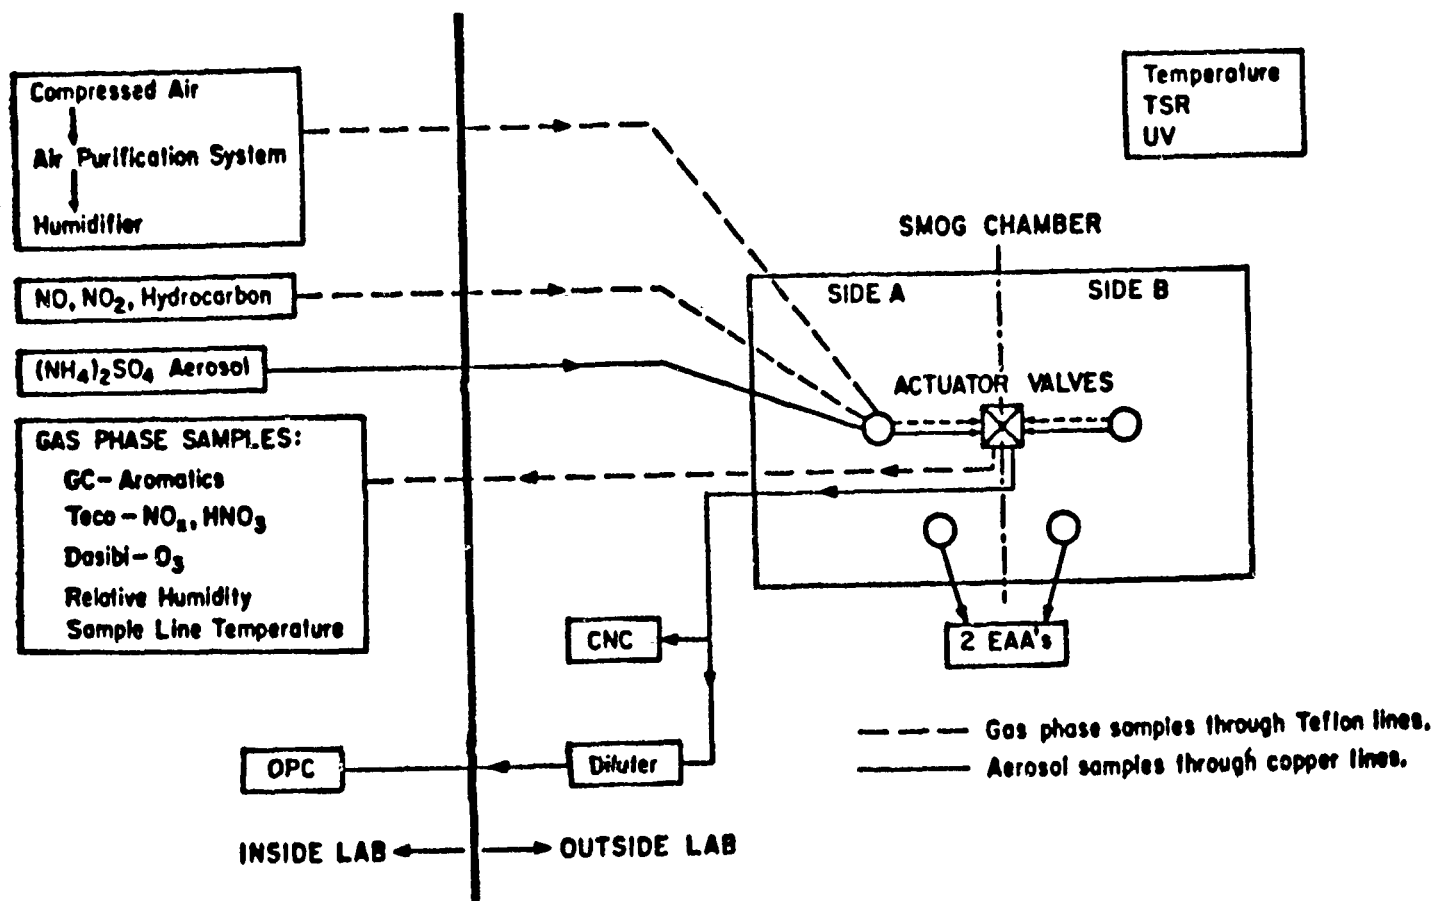 Compressed Air
Air Purification System
Humidifier
NO, NO2, Hydrocarbon
(NH4)2SO4 Aerosol
GAS PHASE SAMPLES:
GC-Aromatics
Teco-NOx, HNO3
Dasibi-O3
Relative Humidity
Sample Line Temperature
Temperature
TSR
UV
SMOG CHAMBER
SIDE A
SIDE B
ACTUATOR VALVES
2 EAA's
CNC
OPC
Diluter
Gas phase samples through Teflon lines.
Aerosol samples through copper lines.
INSIDE LAB
OUTSIDE LAB